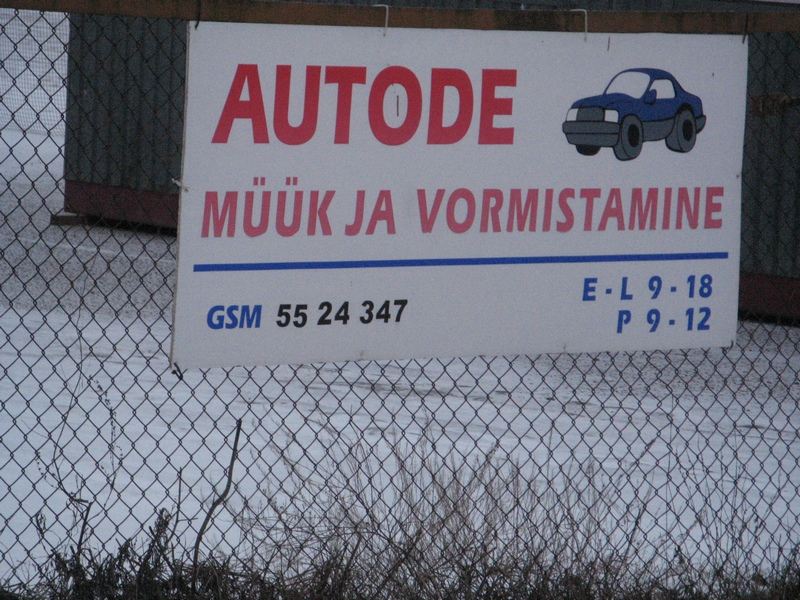 AUTODE
MÜÜK JA VORMISTAMINE
GSM 55 24 347
E - L 9 - 18
P 9 - 12